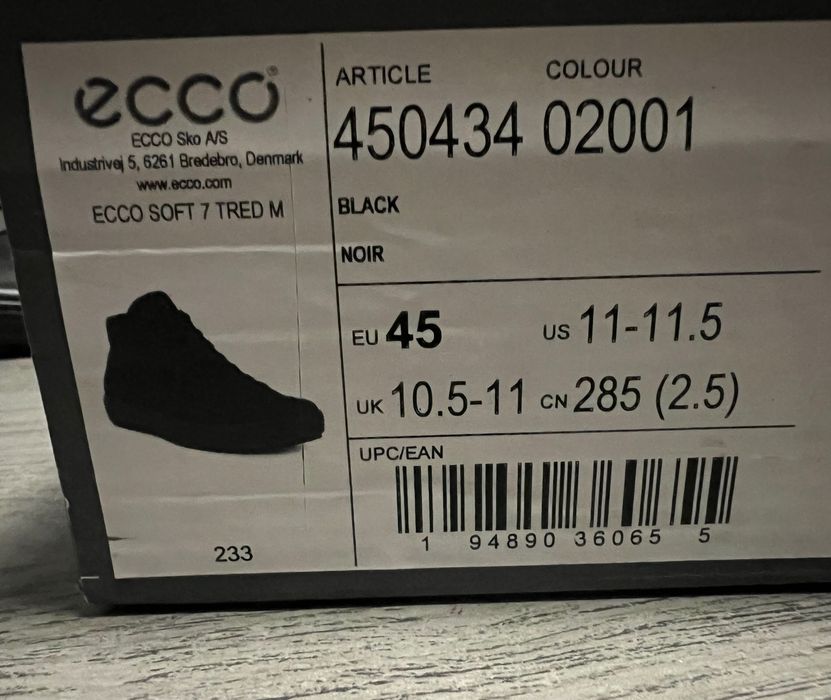 ecco®
ECCO Sko A/S
Industrivej 5, 6261 Bredebro, Denmark
www.ecco.com
ECCO SOFT 7 TRED M
233
ARTICLE COLOUR
450434 02001
BLACK
NOIR
EU 45 US 11-11.5
UK 10.5-11 CN 285 (2.5)
UPC/EAN
1 94890 36065 5